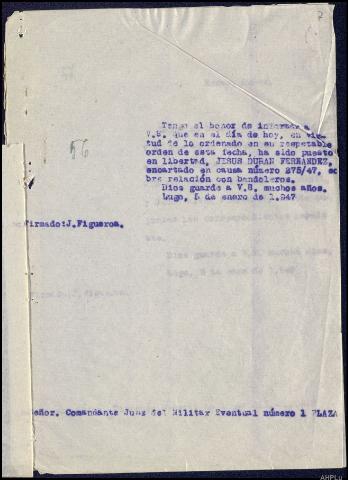 7
56
Tengo el honor de informar a
V.S. que en el día de hoy, en vir
tud de lo ordenado en su respetable
orden de esta fecha, ha sido puesto
en libertad, JESUS DURAN FERNANDEZ,
encartado en causa número 275/47, so
bre relación con bandoleros.
Dios guarde a V.S. muchos años.
Lugo, 5 de enero de 1.947
firmado:J.Figueroa.
Señor. Comandante Juez del Militar Eventual número 1 PLAZA
AHPLu